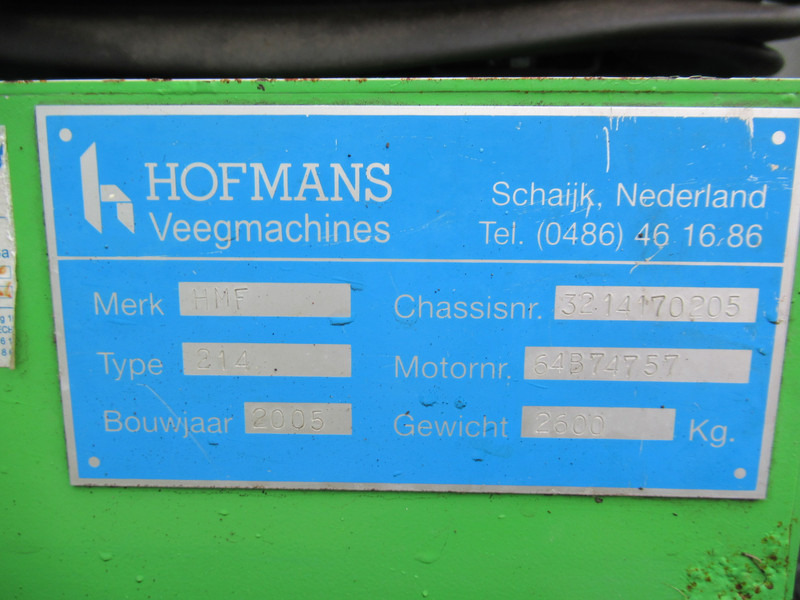 HOFMANS
Veegmachines
Schaijk, Nederland
Tel. (0486) 46 16 86
Merk HMF
Type 214
Bouwjaar 2005
Chassisnr. 3214170205
Motornr. 64B74757
Gewicht 2600 Kg.